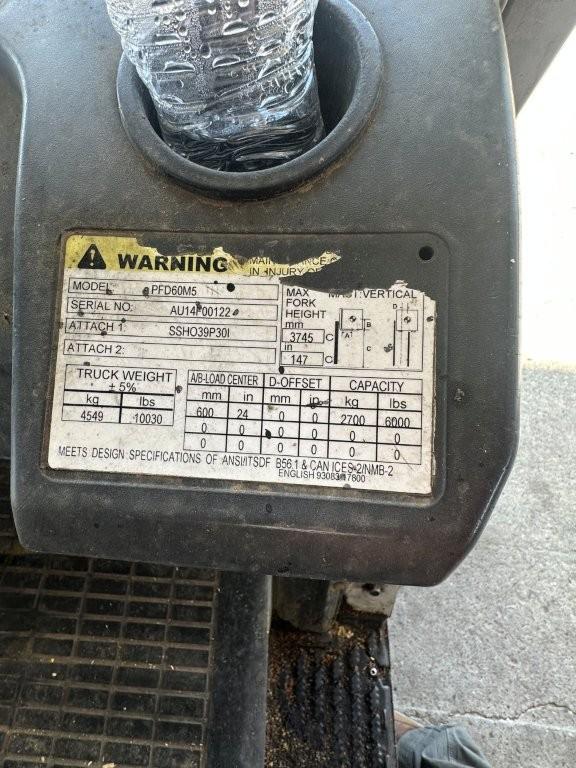 WARNING
IN INJURY
MODEL: PFD60M5
SERIAL NO: AU14F00122
ATTACH 1: SSHO39P30I
ATTACH 2:
MAX FORK HEIGHT
MAST:VERTICAL
mm
3745 C
in
147 C
A B C D
TRUCK WEIGHT
± 5%
kg lbs
4549 10030
A/B-LOAD CENTER D-OFFSET CAPACITY
mm in mm in kg lbs
600 24 0 0 2700 6000
0 0 0 0 0 0
0 0 0 0 0 0
MEETS DESIGN SPECIFICATIONS OF ANSI/ITSDF B56.1 & CAN ICES-2/NMB-2
ENGLISH